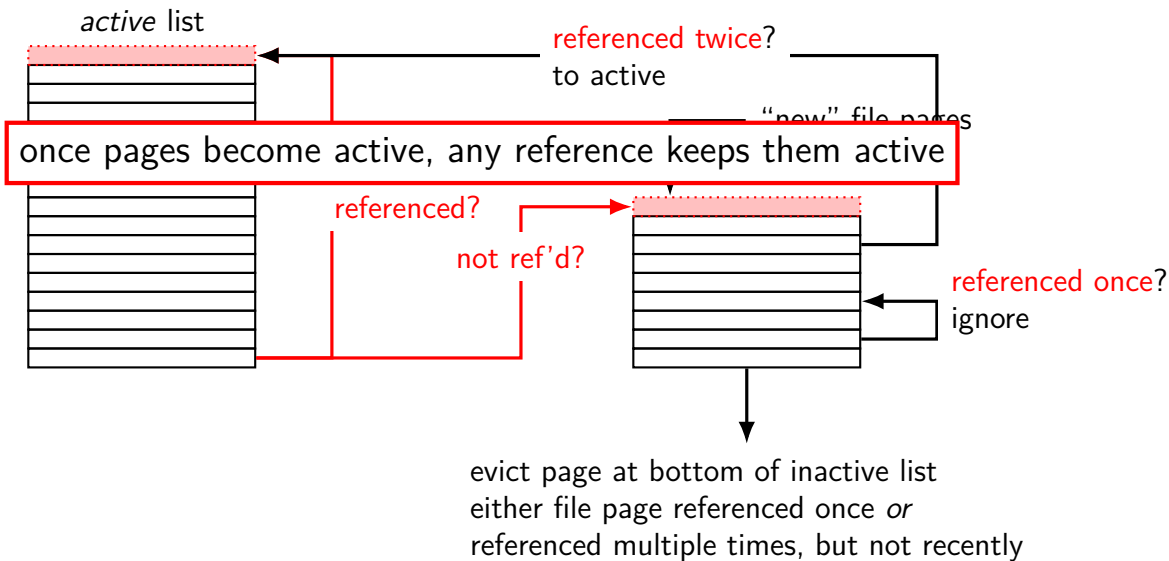 active list
referenced twice?
to active
“new” file pages
once pages become active, any reference keeps them active
referenced?
not ref'd?
referenced once?
ignore
evict page at bottom of inactive list
either file page referenced once or
referenced multiple times, but not recently